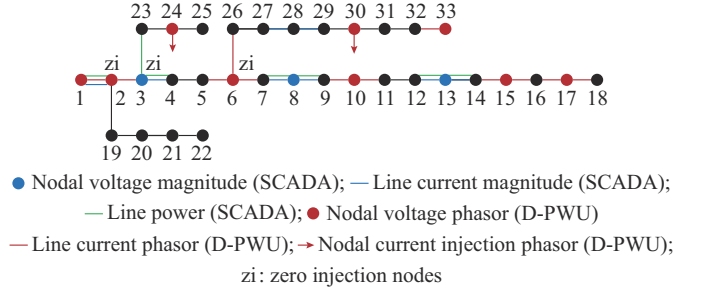 23 24 25 26 27 28 29 30 31 32 33
zi zi zi
1 2 3 4 5 6 7 8 9 10 11 12 13 14 15 16 17 18
19 20 21 22
Nodal voltage magnitude (SCADA); Line current magnitude (SCADA);
Line power (SCADA); Nodal voltage phasor (D-PWU)
Line current phasor (D-PWU); Nodal current injection phasor (D-PWU);
zi: zero injection nodes